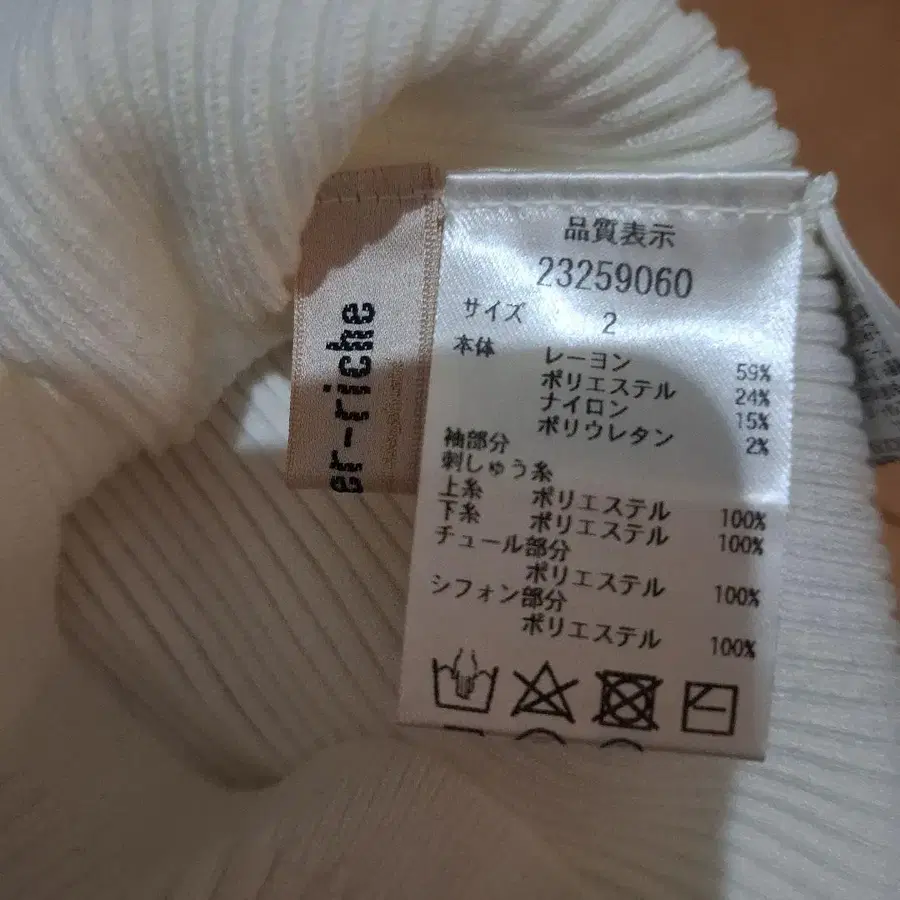 品質表示
23259060
サイズ 2
本体 レーヨン 59%
ポリエステル 24%
ナイロン 15%
ポリウレタン 2%
袖部分
刺しゅう糸
上糸 ポリエステル 100%
下糸 ポリエステル 100%
チュール部分
ポリエステル 100%
シフォン部分
ポリエステル 100%
er-riche